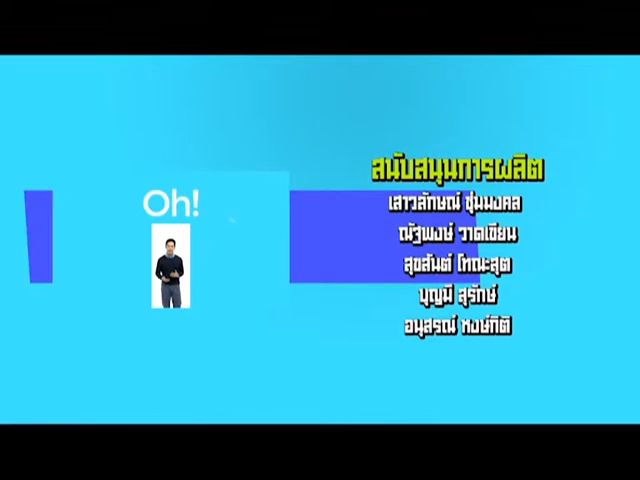 Oh!
สนับสนุนการผลิต
เสาวลักษณ์ ชุ่มมงคล
ณัฐพงษ์ วาดเขียน
สุขสันต์ โทณะสุต
บุญมี สุรักษ์
อนุสรณ์ หงษ์กิติ